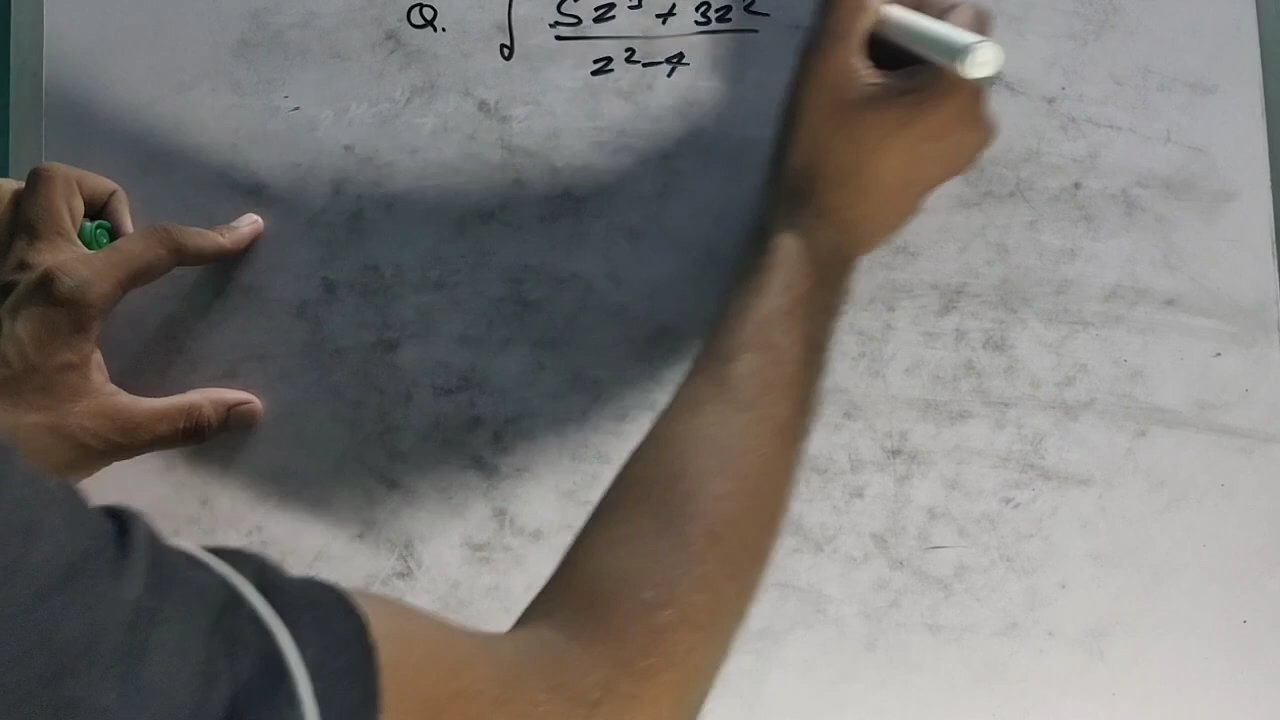 Q. ∫ (5z³ + 3z²) / (z² - 4)